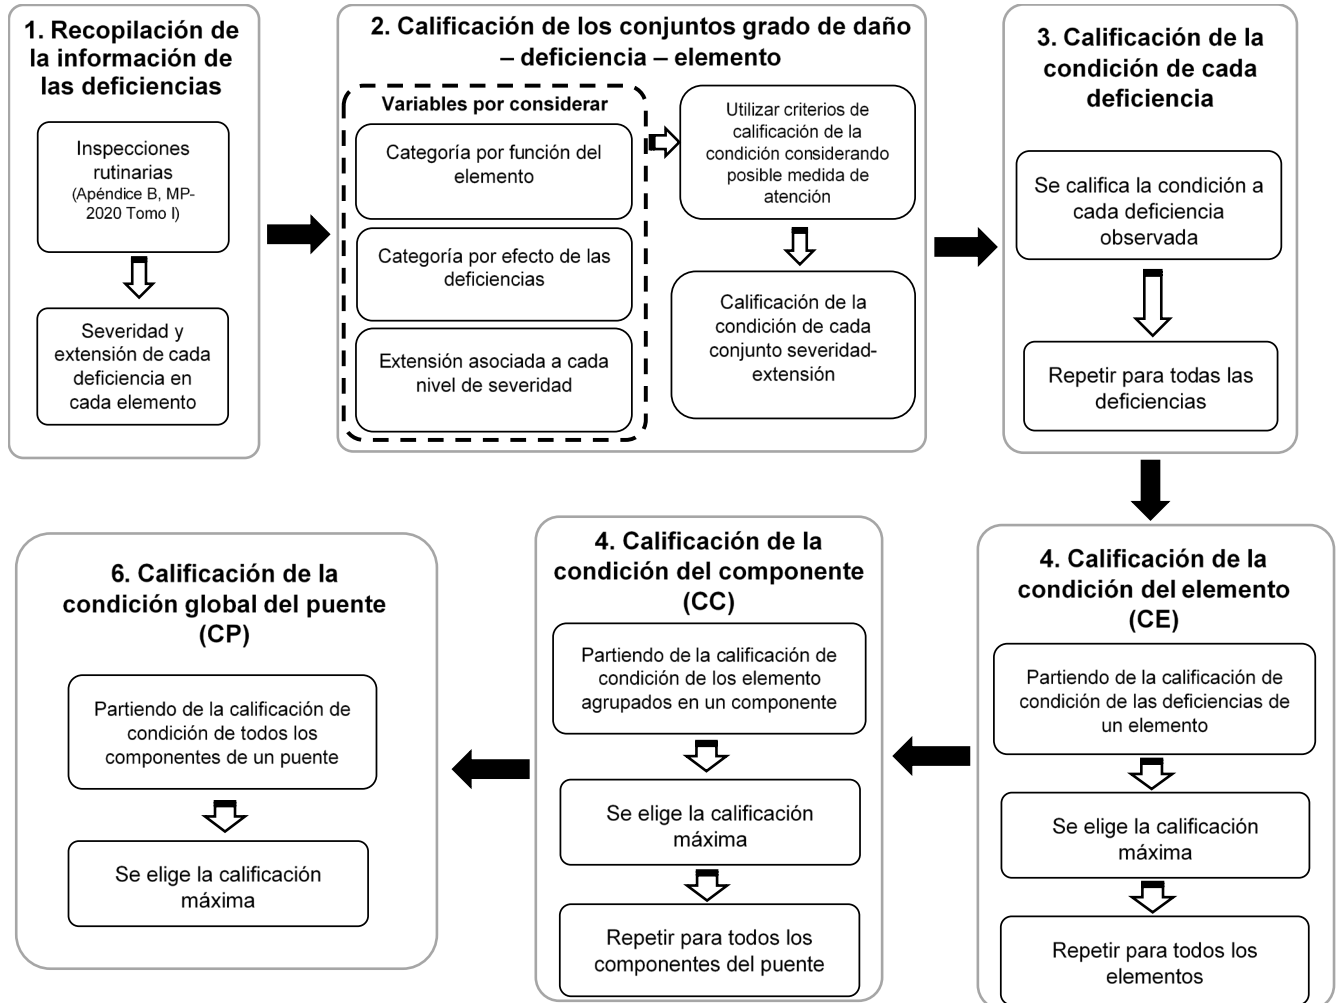 1. Recopilación de
la información de
las deficiencias
Inspecciones
rutinarias
(Apéndice B, MP-
2020 Tomo I)
Severidad y
extensión de cada
deficiencia en
cada elemento
2. Calificación de los conjuntos grado de daño
– deficiencia – elemento
Variables por considerar
Categoría por función del
elemento
Categoría por efecto de las
deficiencias
Extensión asociada a cada
nivel de severidad
Utilizar criterios de
calificación de la
condición considerando
posible medida de
atención
Calificación de la
condición de cada
conjunto severidad-
extensión
3. Calificación de la
condición de cada
deficiencia
Se califica la condición a
cada deficiencia
observada
Repetir para todas las
deficiencias
4. Calificación de la
condición del elemento
(CE)
Partiendo de la calificación de
condición de las deficiencias de
un elemento
Se elige la calificación
máxima
Repetir para todos los
elementos
4. Calificación de la
condición del componente
(CC)
Partiendo de la calificación de
condición de los elemento
agrupados en un componente
Se elige la calificación
máxima
Repetir para todos los
componentes del puente
6. Calificación de la
condición global del puente
(CP)
Partiendo de la calificación de
condición de todos los
componentes de un puente
Se elige la calificación
máxima